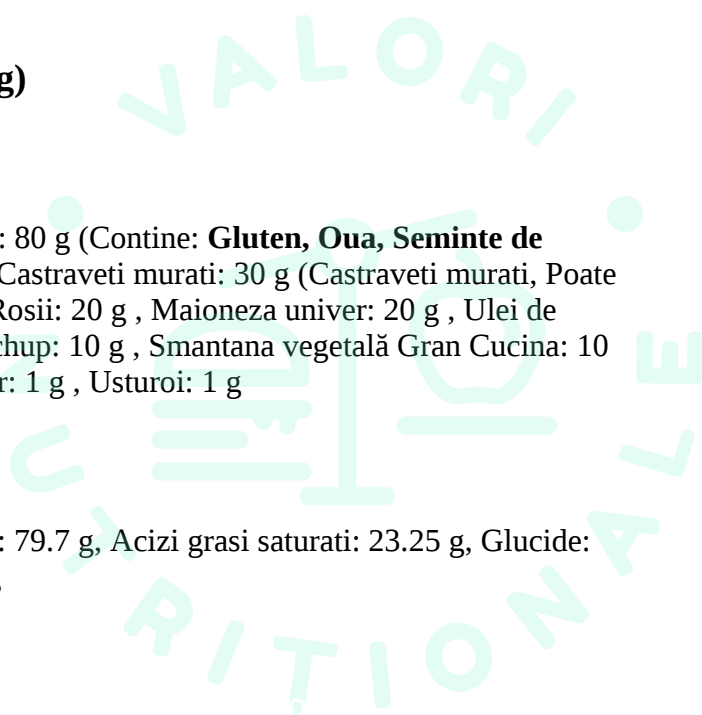 g)
: 80 g (Contine: Gluten, Oua, Seminte de
Castraveti murati: 30 g (Castraveti murati, Poate
Rosii: 20 g , Maioneza univer: 20 g , Ulei de
chup: 10 g , Smantana vegetală Gran Cucina: 10
r: 1 g , Usturoi: 1 g
: 79.7 g, Acizi grasi saturati: 23.25 g, Glucide:
VALORI
NUTRITIONALE